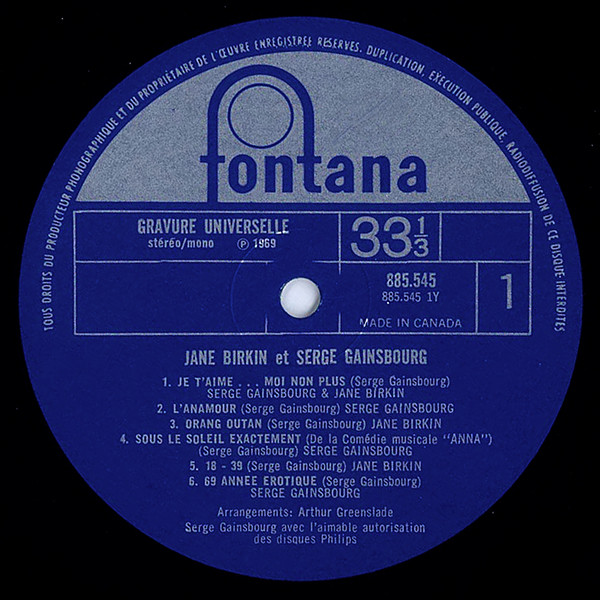 TOUS DROITS DU PRODUCTEUR PHONOGRAPHIQUE ET DU PROPRIÉTAIRE DE L'ŒUVRE ENREGISTRÉE RÉSERVÉS. DUPLICATION, EXÉCUTION PUBLIQUE, RADIODIFFUSION DE CE DISQUE INTERDITES
fontana
GRAVURE UNIVERSELLE
stéréo/mono ℗ 1969
33 1/3
885.545
885.545 1Y
1
MADE IN CANADA
JANE BIRKIN et SERGE GAINSBOURG
1. JE T'AIME . . . MOI NON PLUS (Serge Gainsbourg)
SERGE GAINSBOURG & JANE BIRKIN
2. L'ANAMOUR (Serge Gainsbourg) SERGE GAINSBOURG
3. ORANG OUTAN (Serge Gainsbourg) JANE BIRKIN
4. SOUS LE SOLEIL EXACTEMENT (De la Comédie musicale "ANNA")
(Serge Gainsbourg) SERGE GAINSBOURG
5. 18 - 39 (Serge Gainsbourg) JANE BIRKIN
6. 69 ANNEE EROTIQUE (Serge Gainsbourg)
SERGE GAINSBOURG
Arrangements: Arthur Greenslade
Serge Gainsbourg avec l'aimable autorisation
des disques Philips